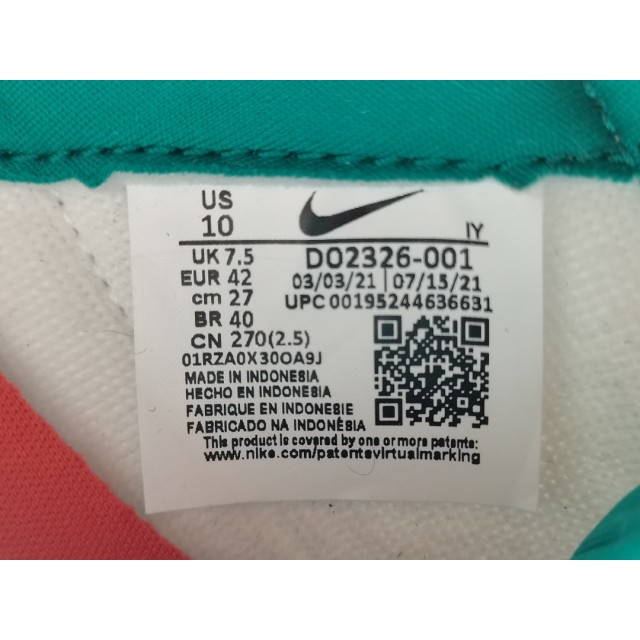 US
10
IY
UK 7.5
EUR 42
cm 27
BR 40
CN 270(2.5)
DO2326-001
03/03/21 07/15/21
UPC 00195244636631
01RZA0X30OA9J
MADE IN INDONESIA
HECHO EN INDONESIA
FABRIQUE EN INDONESIE
FABRICADO NA INDONÉSIA
This product is covered by one or more patents:
www.nike.com/patentsvirtualmarking